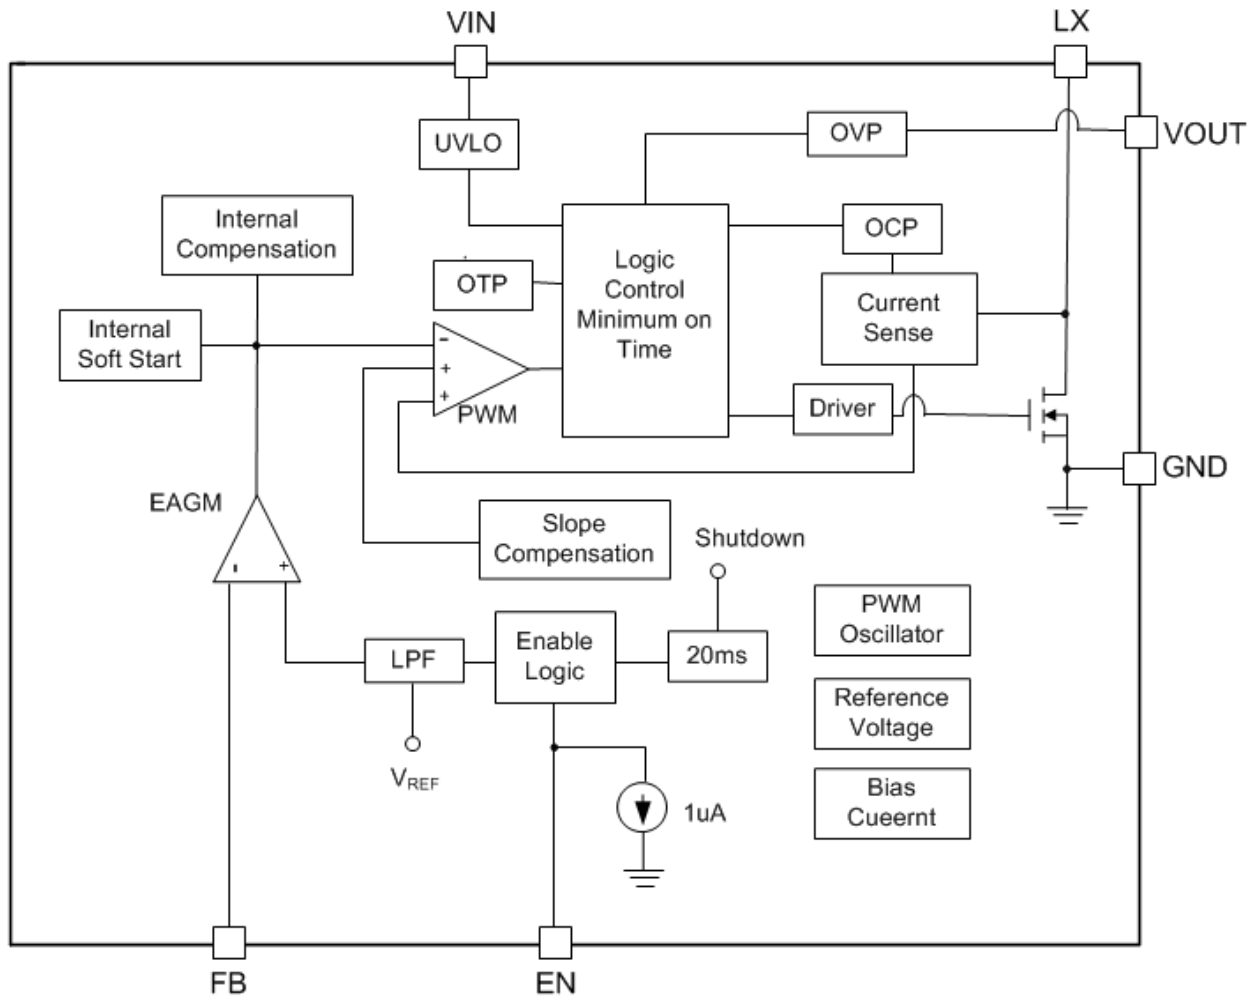 VIN
LX
UVLO
OVP
VOUT
Internal
Compensation
OCP
Logic
Control
Minimum on
Time
OTP
Current
Sense
Internal
Soft Start
-
+
+
PWM
Driver
GND
EAGM
Slope
Compensation
Shutdown
- +
PWM
Oscillator
Enable
Logic
20ms
LPF
Reference
Voltage
VREF
Bias
Cueernt
1uA
FB
EN